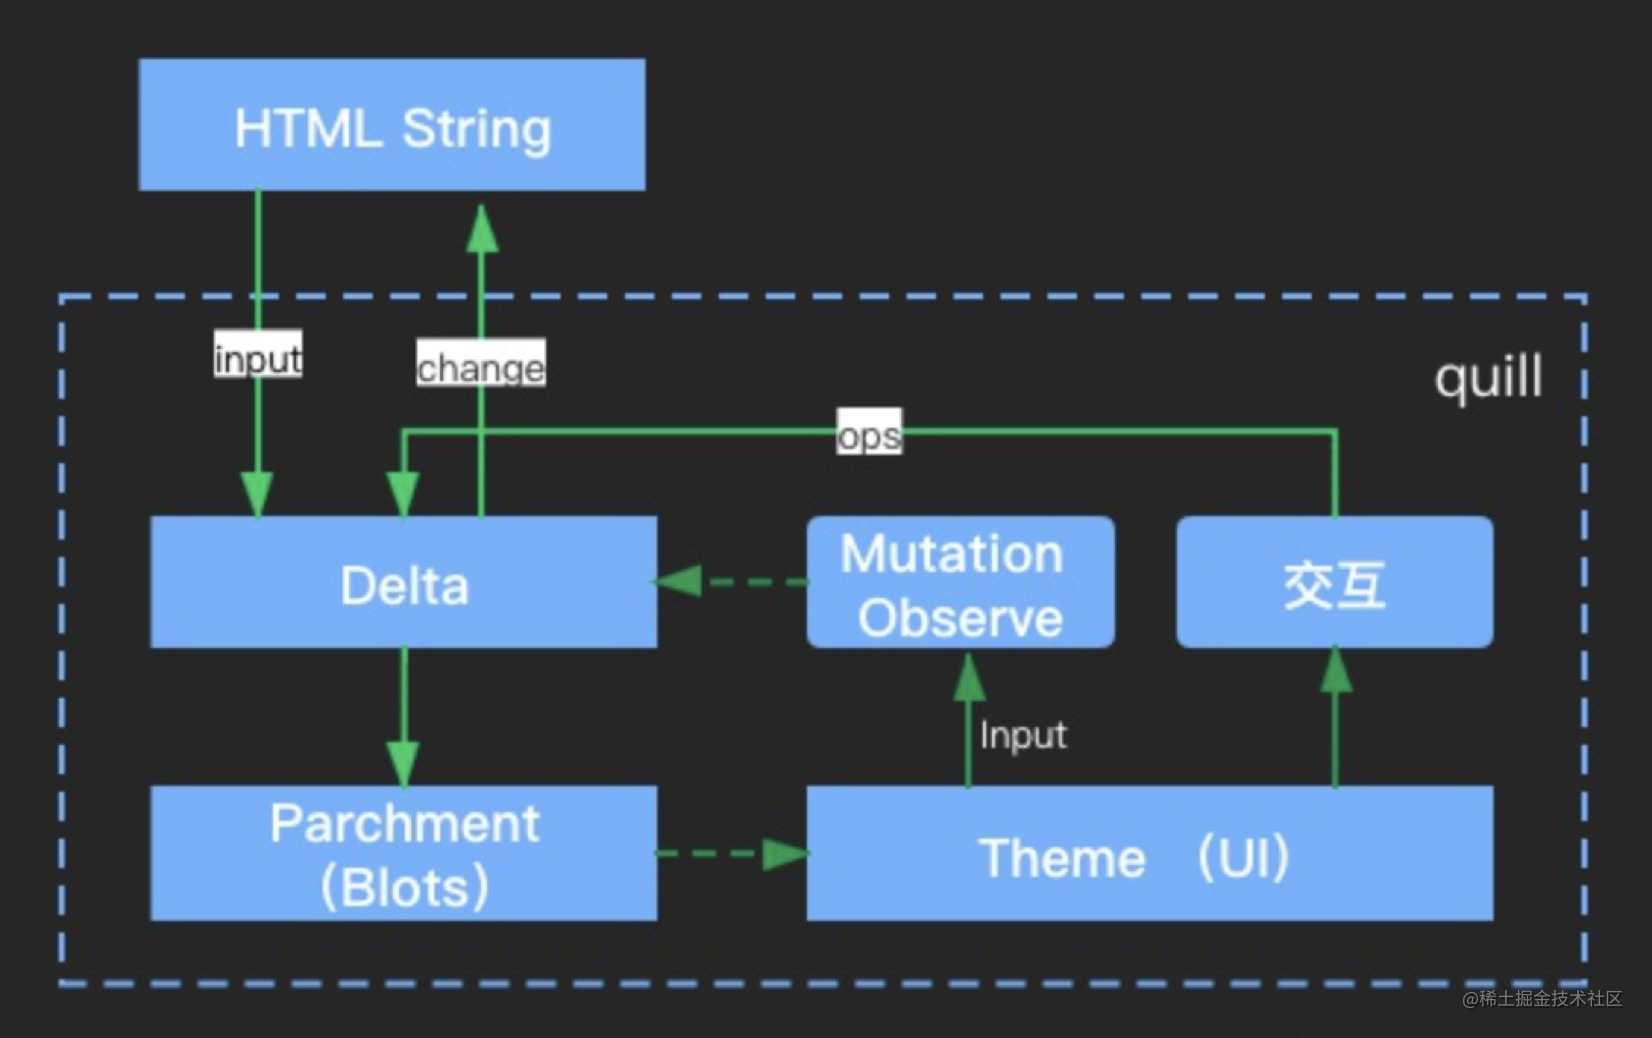 HTML String
input
change
quill
ops
Delta
Mutation
Observe
交互
Input
Parchment
(Blots)
Theme （UI）
@稀土掘金技术社区